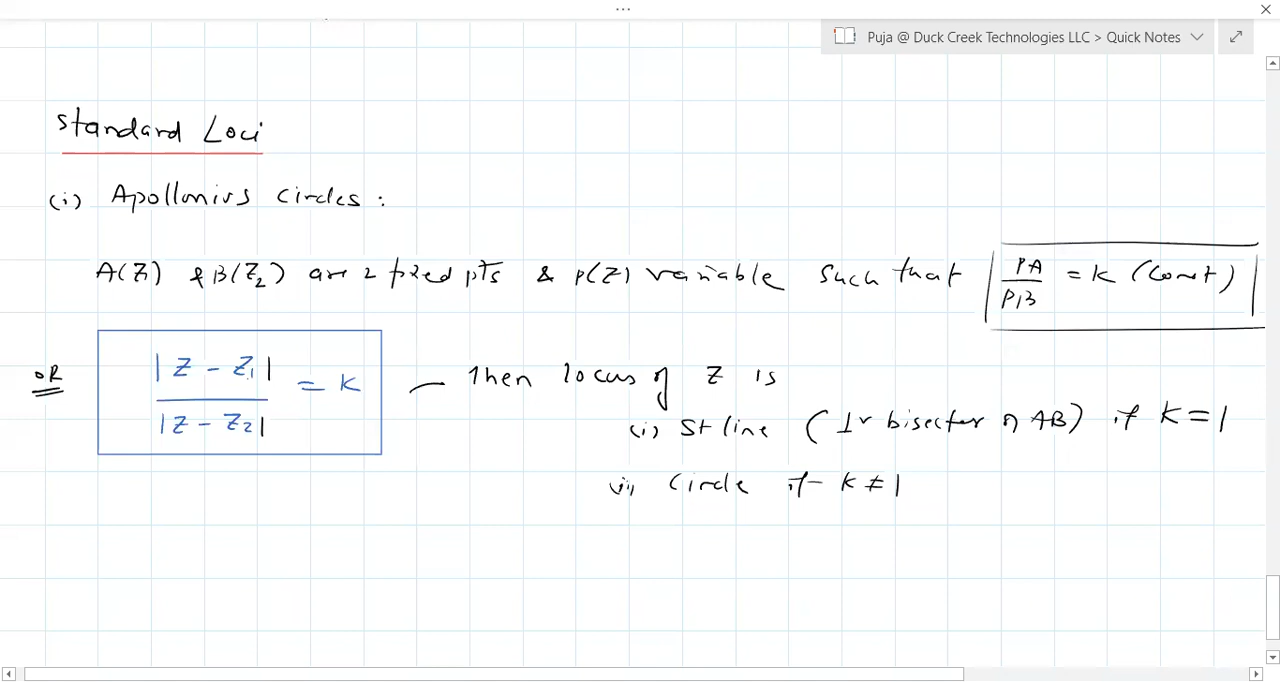 ...
Puja @ Duck Creek Technologies LLC > Quick Notes
Standard Loci
(i) Apollonius Circles :
A(Z₁) & B(Z₂) are 2 fixed pts & P(Z) variable such that PA/PB = K (Const)
OR |Z - Z₁| / |Z - Z₂| = K — Then locus of Z is
(i) St line (⊥r bisector of AB) if K = 1
(ii) Circle if K ≠ 1